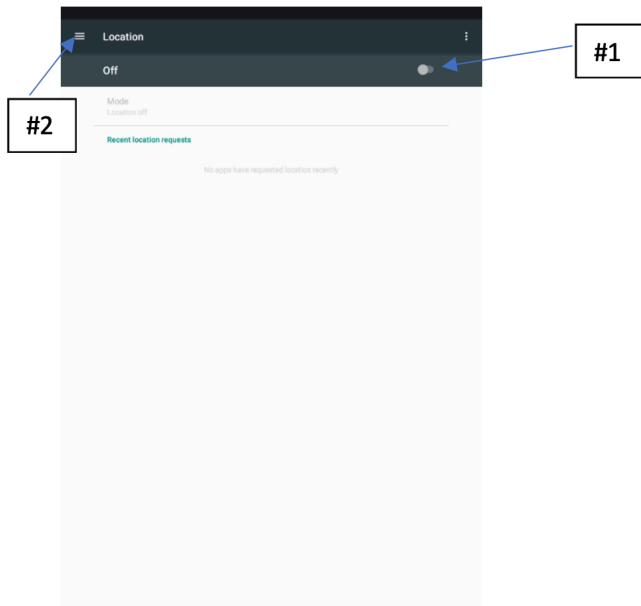 Location
#1
Off
#2
Mode
Location off
Recent location requests
No apps have requested location recently